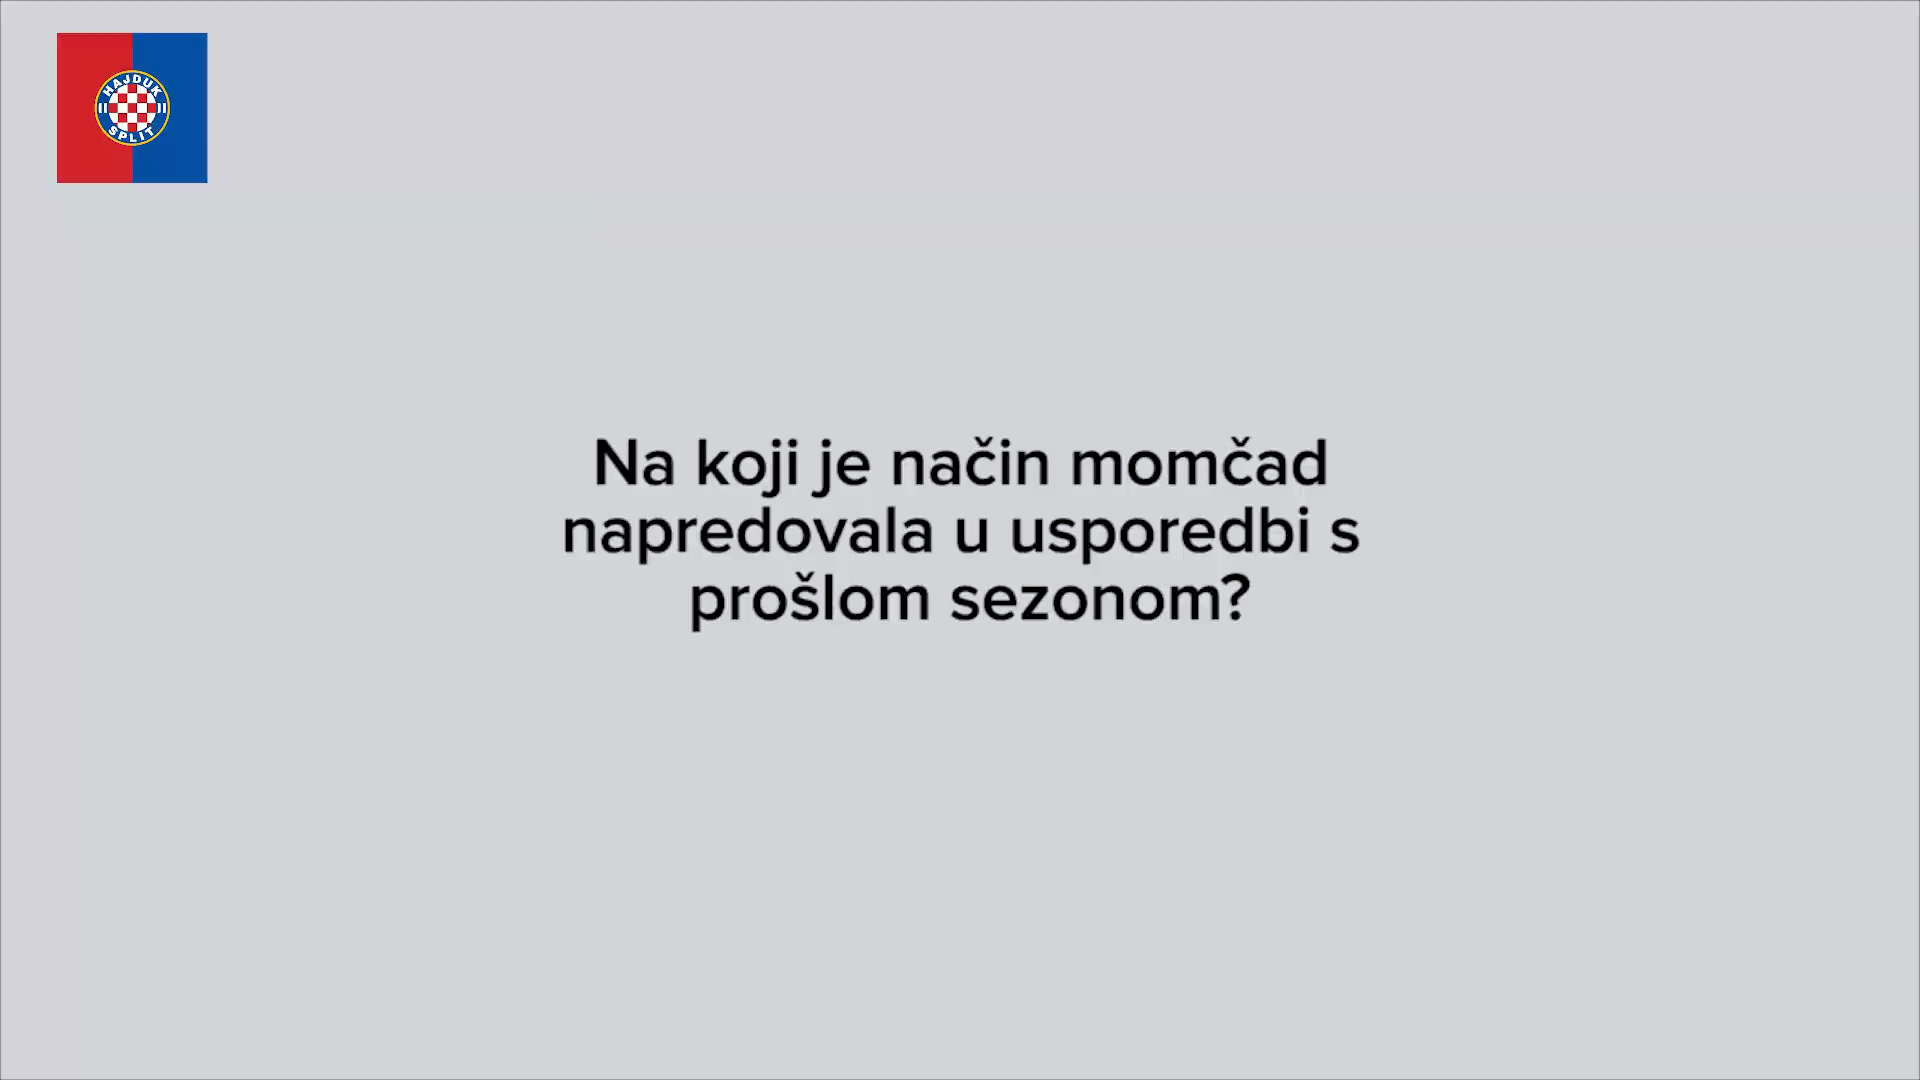 HAJDUK
SPLIT
Na koji je način momčad
napredovala u usporedbi s
prošlom sezonom?